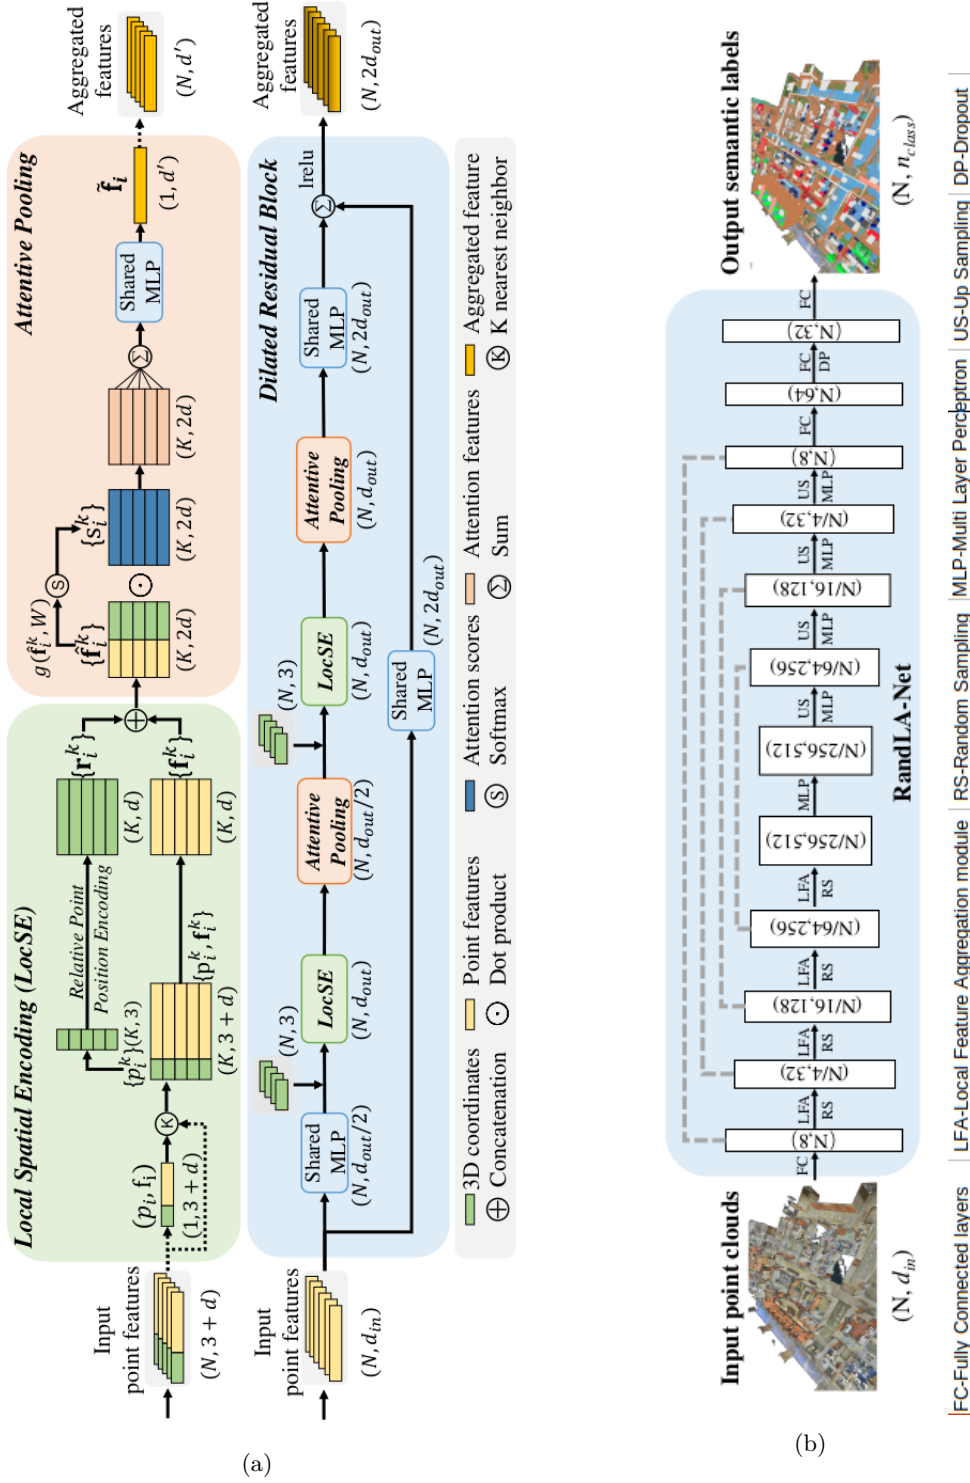 Local Spatial Encoding (LocSE)
Attentive Pooling
Input
point features
(N, 3 + d)
(p_i, f_i)
(1, 3 + d)
K
{p_i^k}(K, 3)
Relative Point
Position Encoding
(K, 3 + d)
{p_i^k, f_i^k}
{r_i^k}
(K, d)
{f_i^k}
(K, d)
g(f̂_i^k, W)
S
{f̂_i^k}
(K, 2d)
{s_i^k}
(K, 2d)
(K, 2d)
Σ
Shared
MLP
f̃_i
(1, d′)
Aggregated
features
(N, d′)
Dilated Residual Block
Input
point features
(N, d_in)
Shared
MLP
(N, d_out/2)
(N, 3)
LocSE
(N, d_out)
Attentive
Pooling
(N, d_out/2)
(N, 3)
LocSE
(N, d_out)
Attentive
Pooling
(N, d_out)
Shared
MLP
(N, 2d_out)
Σ
lrelu
Shared
MLP
(N, 2d_out)
Aggregated
features
(N, 2d_out)
3D coordinates
Point features
Attention scores
Attention features
Aggregated feature
⊕ Concatenation
⊙ Dot product
Ⓢ Softmax
Σ Sum
Ⓚ K nearest neighbor
(a)
Input point clouds
(N, d_in)
FC
(N,8)
LFA
RS
(N/4,32)
LFA
RS
(N/16,128)
LFA
RS
(N/64,256)
LFA
RS
(N/256,512)
MLP
(N/256,512)
US
MLP
(N/64,256)
US
MLP
(N/16,128)
US
MLP
(N/4,32)
US
MLP
(N,8)
FC
(N,64)
FC
DP
(N,32)
FC
RandLA-Net
Output semantic labels
(N, n_class)
FC-Fully Connected layers
LFA-Local Feature Aggregation module
RS-Random Sampling
MLP-Multi Layer Perceptron
US-Up Sampling
DP-Dropout
(b)